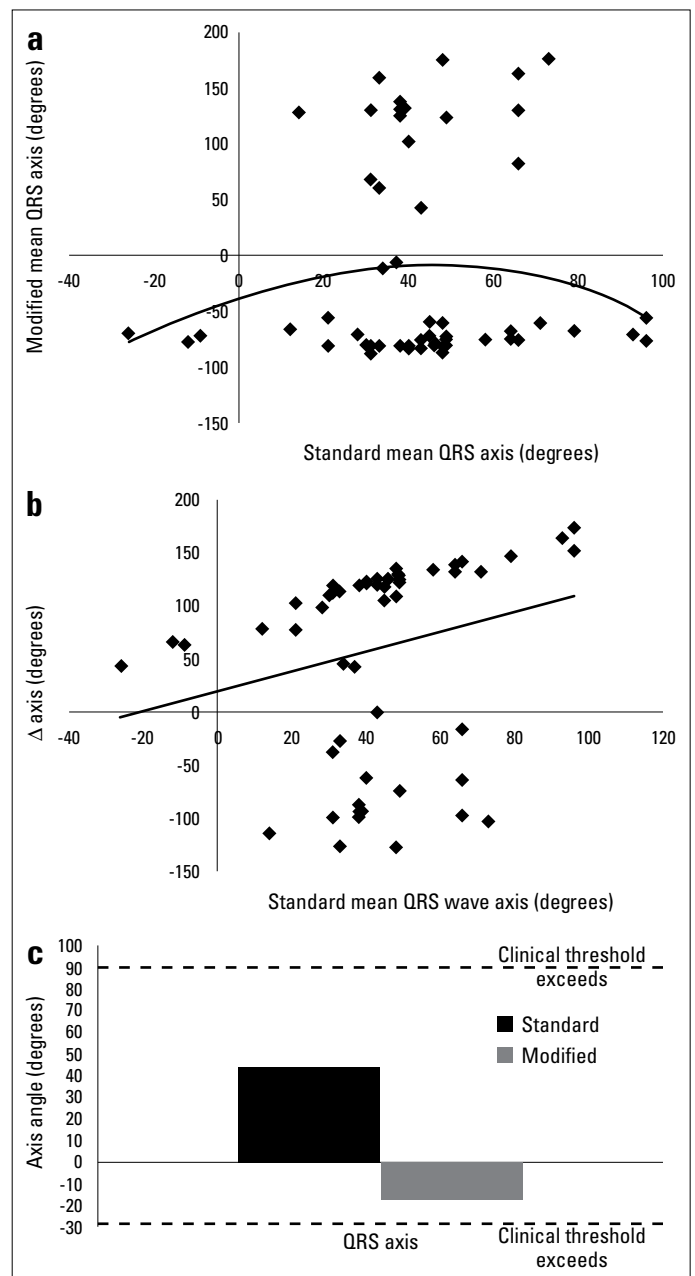 a
Modified mean QRS axis (degrees)
200
150
100
50
0
-50
-100
-150
-40 -20 0 20 40 60 80 100
Standard mean QRS axis (degrees)
b
Δ axis (degrees)
200
150
100
50
0
-50
-100
-150
-40 -20 0 20 40 60 80 100 120
Standard mean QRS wave axis (degrees)
c
Axis angle (degrees)
100
90
80
70
60
50
40
30
20
10
0
-10
-20
-30
Clinical threshold
exceeds
Standard
Modified
QRS axis
Clinical threshold
exceeds